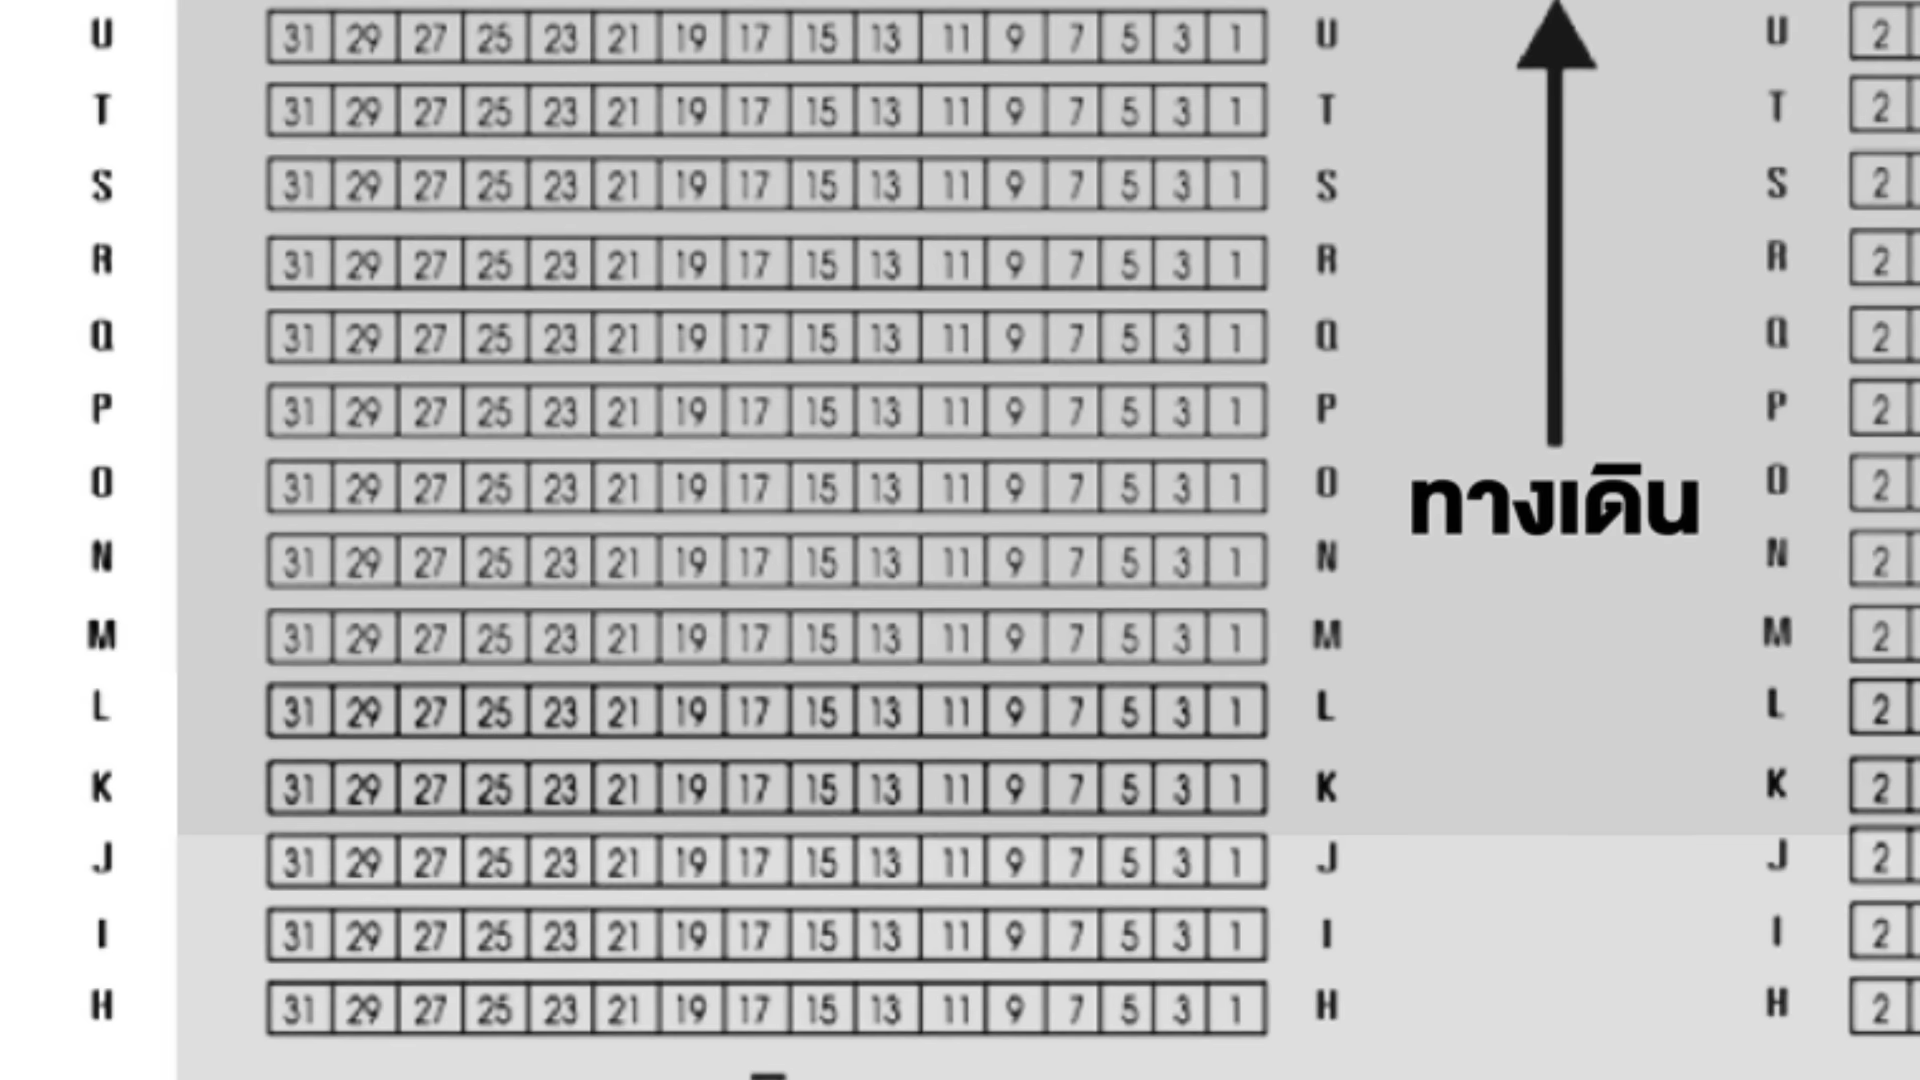 U 31 29 27 25 23 21 19 17 15 13 11 9 7 5 3 1 U U 2
T 31 29 27 25 23 21 19 17 15 13 11 9 7 5 3 1 T T 2
S 31 29 27 25 23 21 19 17 15 13 11 9 7 5 3 1 S S 2
R 31 29 27 25 23 21 19 17 15 13 11 9 7 5 3 1 R R 2
Q 31 29 27 25 23 21 19 17 15 13 11 9 7 5 3 1 Q Q 2
P 31 29 27 25 23 21 19 17 15 13 11 9 7 5 3 1 P P 2
O 31 29 27 25 23 21 19 17 15 13 11 9 7 5 3 1 O O 2
ทางเดิน
N 31 29 27 25 23 21 19 17 15 13 11 9 7 5 3 1 N N 2
M 31 29 27 25 23 21 19 17 15 13 11 9 7 5 3 1 M M 2
L 31 29 27 25 23 21 19 17 15 13 11 9 7 5 3 1 L L 2
K 31 29 27 25 23 21 19 17 15 13 11 9 7 5 3 1 K K 2
J 31 29 27 25 23 21 19 17 15 13 11 9 7 5 3 1 J J 2
I 31 29 27 25 23 21 19 17 15 13 11 9 7 5 3 1 I I 2
H 31 29 27 25 23 21 19 17 15 13 11 9 7 5 3 1 H H 2